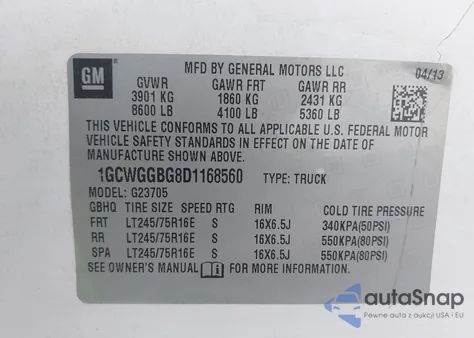 GM
MFD BY GENERAL MOTORS LLC
04/13
GVWR GAWR FRT GAWR RR
3901 KG 1860 KG 2431 KG
8600 LB 4100 LB 5360 LB
THIS VEHICLE CONFORMS TO ALL APPLICABLE U.S. FEDERAL MOTOR
VEHICLE SAFETY STANDARDS IN EFFECT ON THE DATE OF
MANUFACTURE SHOWN ABOVE.
1GCWGGBG8D1168560 TYPE: TRUCK
MODEL: G23705
GBHQ TIRE SIZE SPEED RTG RIM COLD TIRE PRESSURE
FRT LT245/75R16E S 16X6.5J 340KPA(50PSI)
RR LT245/75R16E S 16X6.5J 550KPA(80PSI)
SPA LT245/75R16E S 16X6.5J 550KPA(80PSI)
SEE OWNER'S MANUAL i FOR MORE INFORMATION.
autaSnap
Pewne auta z aukcji USA i EU